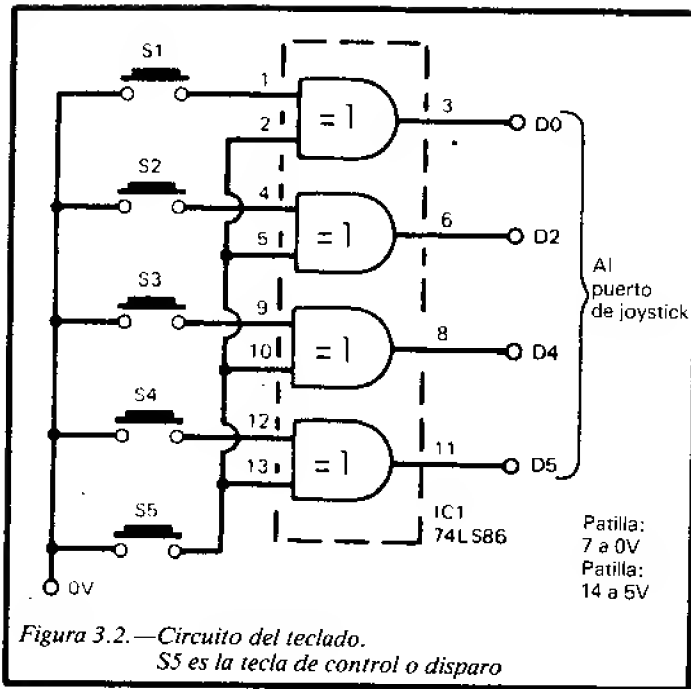 S1
1
2
= 1
3
D0
S2
4
5
= 1
6
D2
Al
puerto
de joystick
S3
9
10
= 1
8
D4
S4
12
13
= 1
11
D5
S5
IC1
74LS86
Patilla:
7 a 0V
Patilla:
14 a 5V
0V
Figura 3.2.—Circuito del teclado.
S5 es la tecla de control o disparo